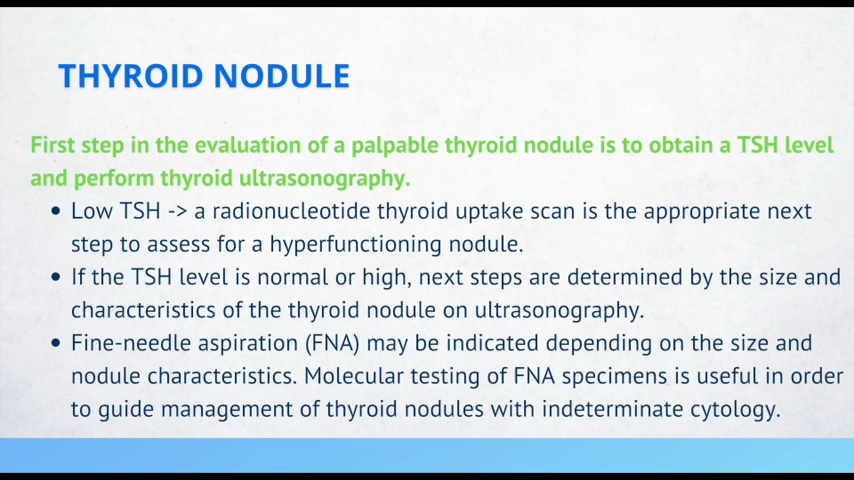 THYROID NODULE
First step in the evaluation of a palpable thyroid nodule is to obtain a TSH level
and perform thyroid ultrasonography.
• Low TSH -> a radionucleotide thyroid uptake scan is the appropriate next
step to assess for a hyperfunctioning nodule.
• If the TSH level is normal or high, next steps are determined by the size and
characteristics of the thyroid nodule on ultrasonography.
• Fine-needle aspiration (FNA) may be indicated depending on the size and
nodule characteristics. Molecular testing of FNA specimens is useful in order
to guide management of thyroid nodules with indeterminate cytology.